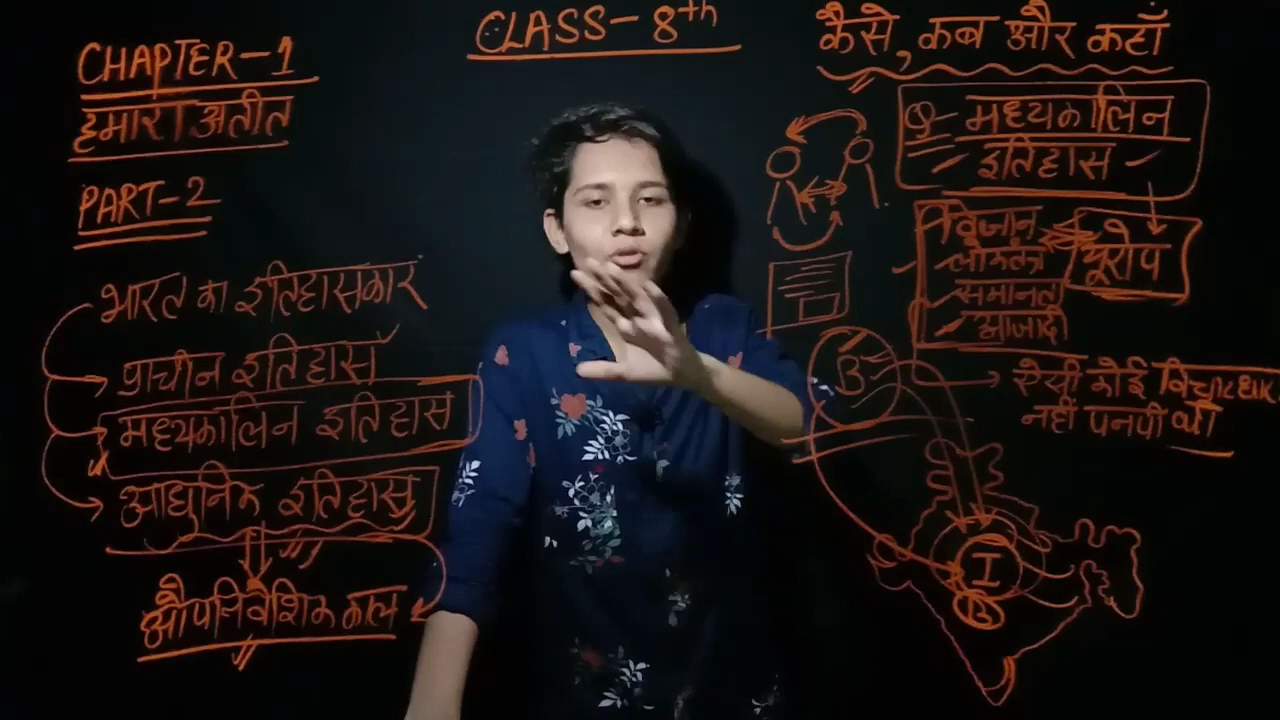 CLASS-8th
CHAPTER-1
हमारा अतीत
PART-2
भारत का इतिहासकार
प्राचीन इतिहास
मध्यकालिन इतिहास
आधुनिक इतिहास
औपनिवेशिक काल
कैसे, कब और कहाँ
Q- मध्यकालिन
इतिहास
विज्ञान
लोकतंत्र
यूरोप
समानता
आजादी
B
ऐसी कोई विचारधारा
नहीं पनपी थी
I
B